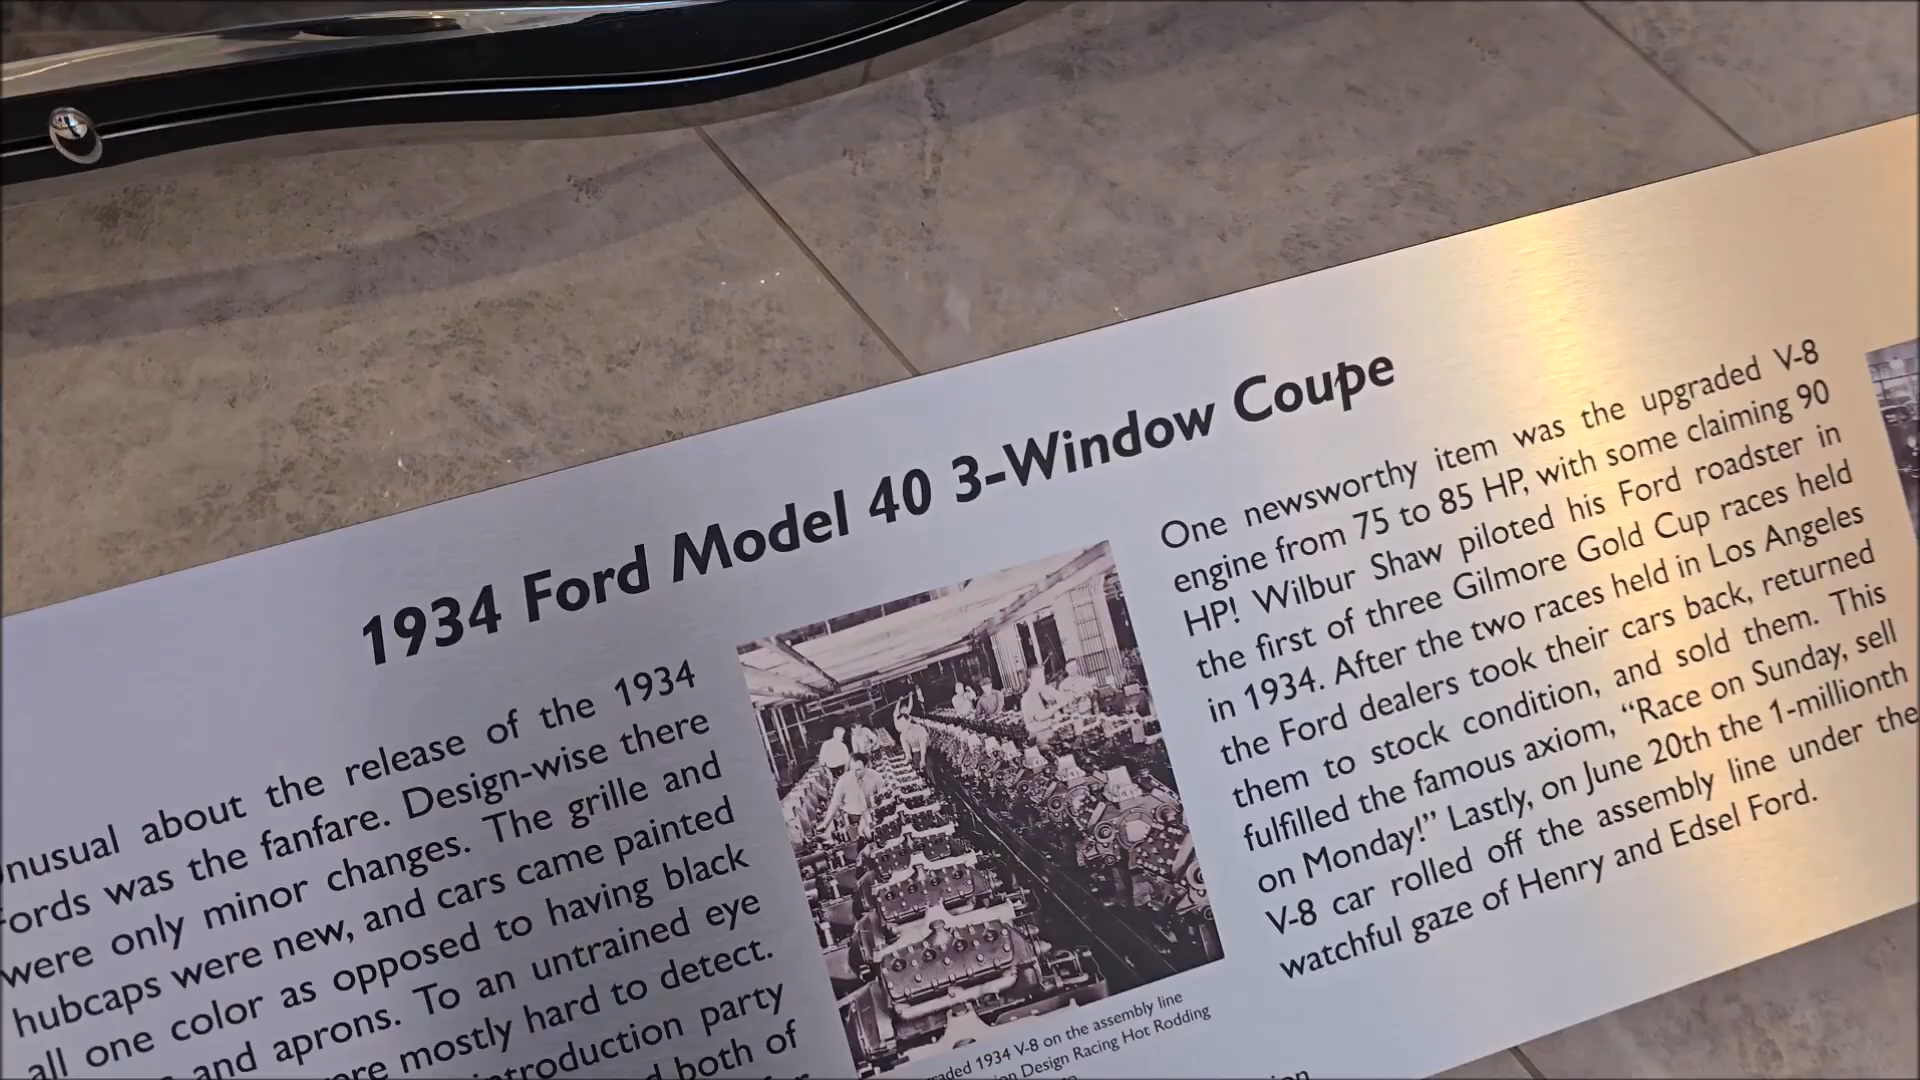 1934 Ford Model 40 3-Window Coupe
unusual about the release of the 1934
Fords was the fanfare. Design-wise there
were only minor changes. The grille and
hubcaps were new, and cars came painted
all one color as opposed to having black
and aprons. To an untrained eye
mostly hard to detect.
introduction party
both of
One newsworthy item was the upgraded V-8
engine from 75 to 85 HP, with some claiming 90
HP! Wilbur Shaw piloted his Ford roadster in
the first of three Gilmore Gold Cup races held
in 1934. After the two races held in Los Angeles
the Ford dealers took their cars back, returned
them to stock condition, and sold them. This
fulfilled the famous axiom, “Race on Sunday, sell
on Monday!” Lastly, on June 20th the 1-millionth
V-8 car rolled off the assembly line under the
watchful gaze of Henry and Edsel Ford.
1934 V-8 on the assembly line
Design Racing Hot Rodding